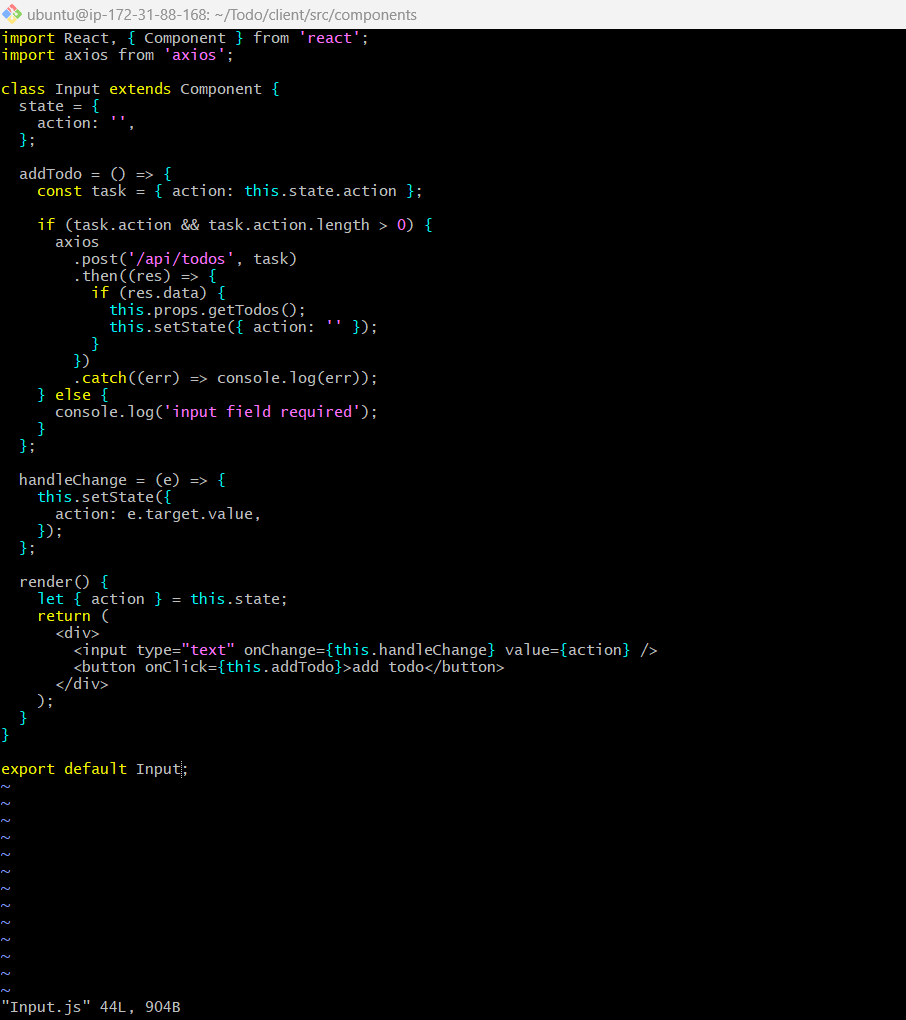 ubuntu@ip-172-31-88-168: ~/Todo/client/src/components
import React, { Component } from 'react';
import axios from 'axios';

class Input extends Component {
  state = {
    action: '',
  };

  addTodo = () => {
    const task = { action: this.state.action };

    if (task.action && task.action.length > 0) {
      axios
        .post('/api/todos', task)
        .then((res) => {
          if (res.data) {
            this.props.getTodos();
            this.setState({ action: '' });
          }
        })
        .catch((err) => console.log(err));
    } else {
      console.log('input field required');
    }
  };

  handleChange = (e) => {
    this.setState({
      action: e.target.value,
    });
  };

  render() {
    let { action } = this.state;
    return (
      <div>
        <input type="text" onChange={this.handleChange} value={action} />
        <button onClick={this.addTodo}>add todo</button>
      </div>
    );
  }
}

export default Input;
~
~
~
~
~
~
~
~
~
~
~
~
~
"Input.js" 44L, 904B